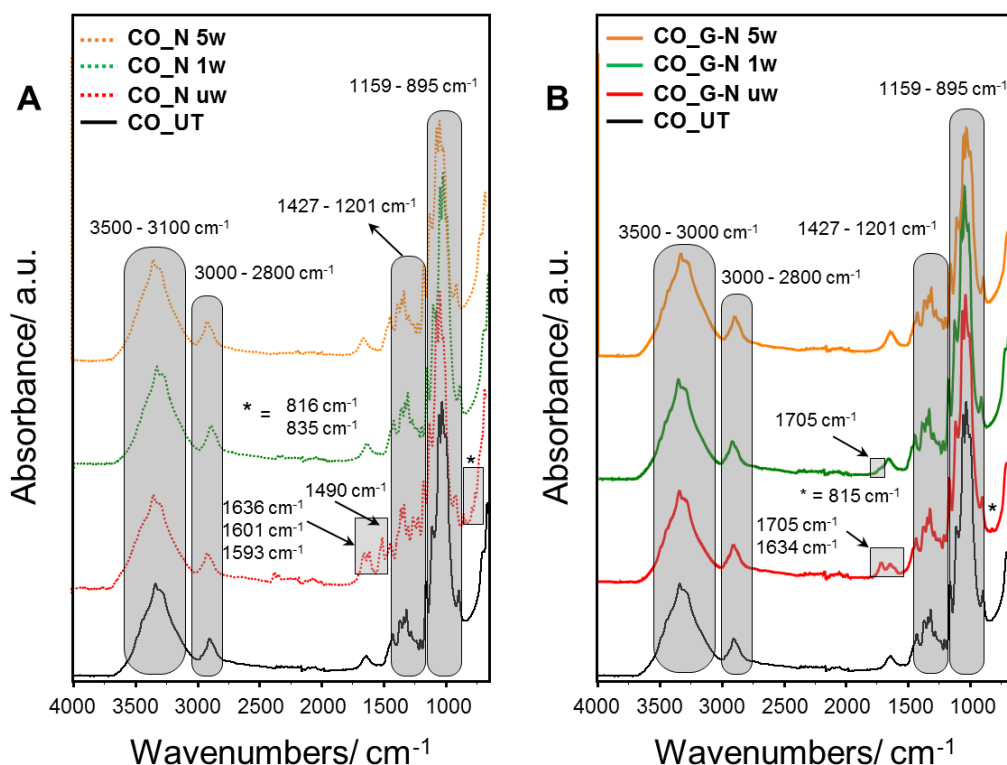 A
CO_N 5w
CO_N 1w
CO_N uw
CO_UT
1159 - 895 cm⁻¹
1427 - 1201 cm⁻¹
3500 - 3100 cm⁻¹
3000 - 2800 cm⁻¹
* = 816 cm⁻¹
835 cm⁻¹
*
1490 cm⁻¹
1636 cm⁻¹
1601 cm⁻¹
1593 cm⁻¹
Absorbance/ a.u.
4000 3500 3000 2500 2000 1500 1000
Wavenumbers/ cm⁻¹
B
CO_G-N 5w
CO_G-N 1w
CO_G-N uw
CO_UT
1159 - 895 cm⁻¹
3500 - 3000 cm⁻¹
1427 - 1201 cm⁻¹
3000 - 2800 cm⁻¹
1705 cm⁻¹
* = 815 cm⁻¹
*
1705 cm⁻¹
1634 cm⁻¹
Absorbance/ a.u.
4000 3500 3000 2500 2000 1500 1000
Wavenumbers/ cm⁻¹